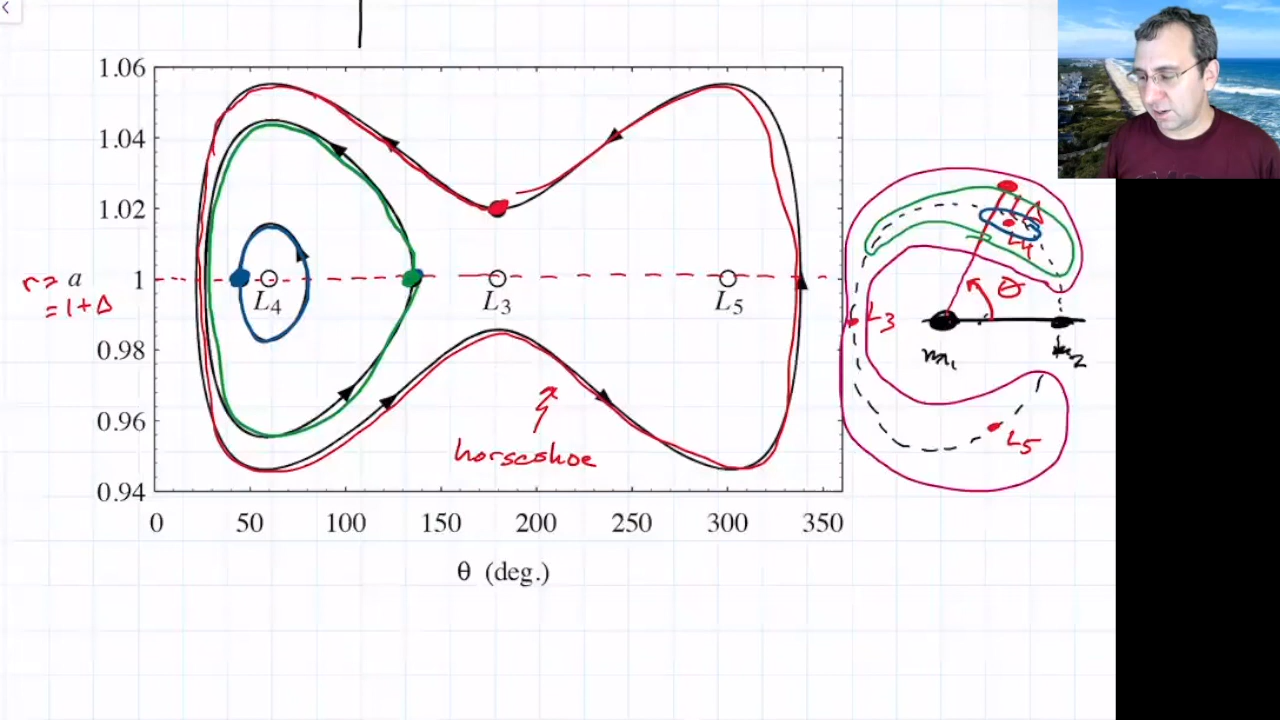 1.06
1.04
1.02
1
0.98
0.96
0.94
r = a
= 1 + Δ
L4
L3
L5
horseshoe
0 50 100 150 200 250 300 350
θ (deg.)
Δ
L4
θ
L3
m1
m2
L5